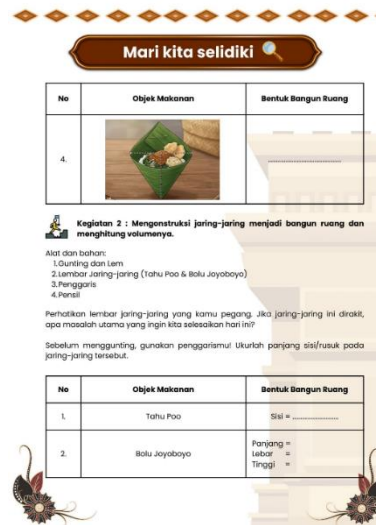 Mari kita selidiki
No Objek Makanan Bentuk Bangun Ruang
4. ....................................
Kegiatan 2 : Mengonstruksi jaring-jaring menjadi bangun ruang dan
menghitung volumenya.
Alat dan bahan:
1.Gunting dan Lem
2.Lembar Jaring-jaring (Tahu Poo & Bolu Joyoboyo)
3.Penggaris
4.Pensil
Perhatikan lembar jaring-jaring yang kamu pegang. Jika jaring-jaring ini dirakit,
apa masalah utama yang ingin kita selesaikan hari ini?
Sebelum menggunting, gunakan penggarismu! Ukurlah panjang sisi/rusuk pada
jaring-jaring tersebut.
No Objek Makanan Bentuk Bangun Ruang
1. Tahu Poo Sisi = ......................
2. Bolu Joyoboyo Panjang =
Lebar =
Tinggi =